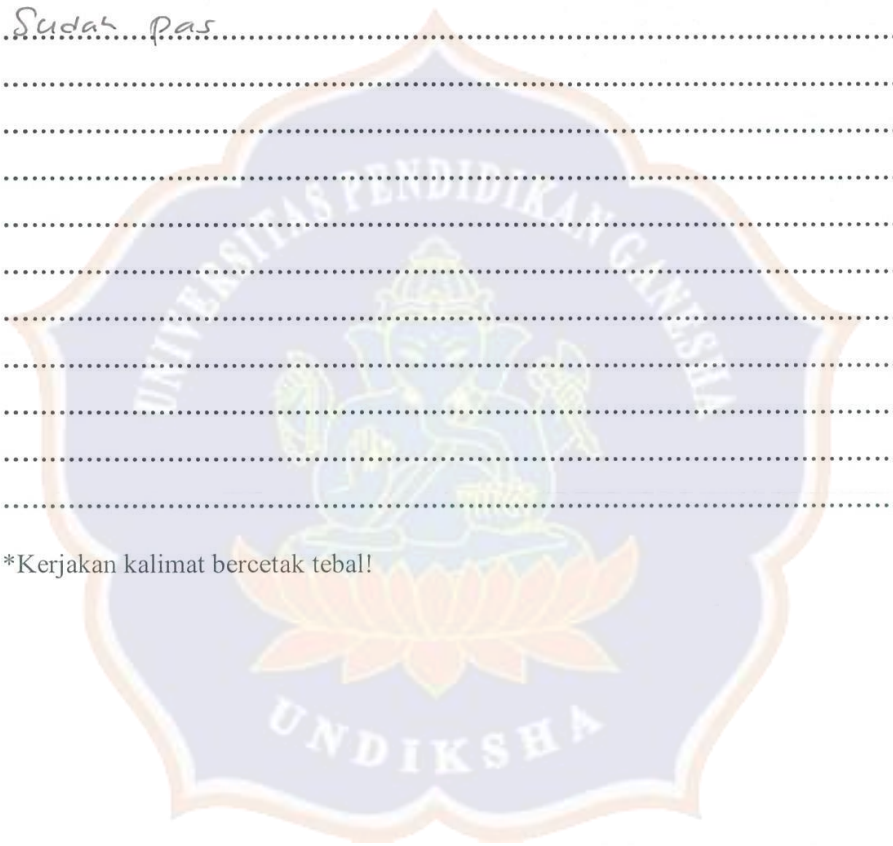 Sudah pas
UNIVERSITAS PENDIDIKAN GANESHA
*Kerjakan kalimat bercetak tebal!
UNDIKSHA